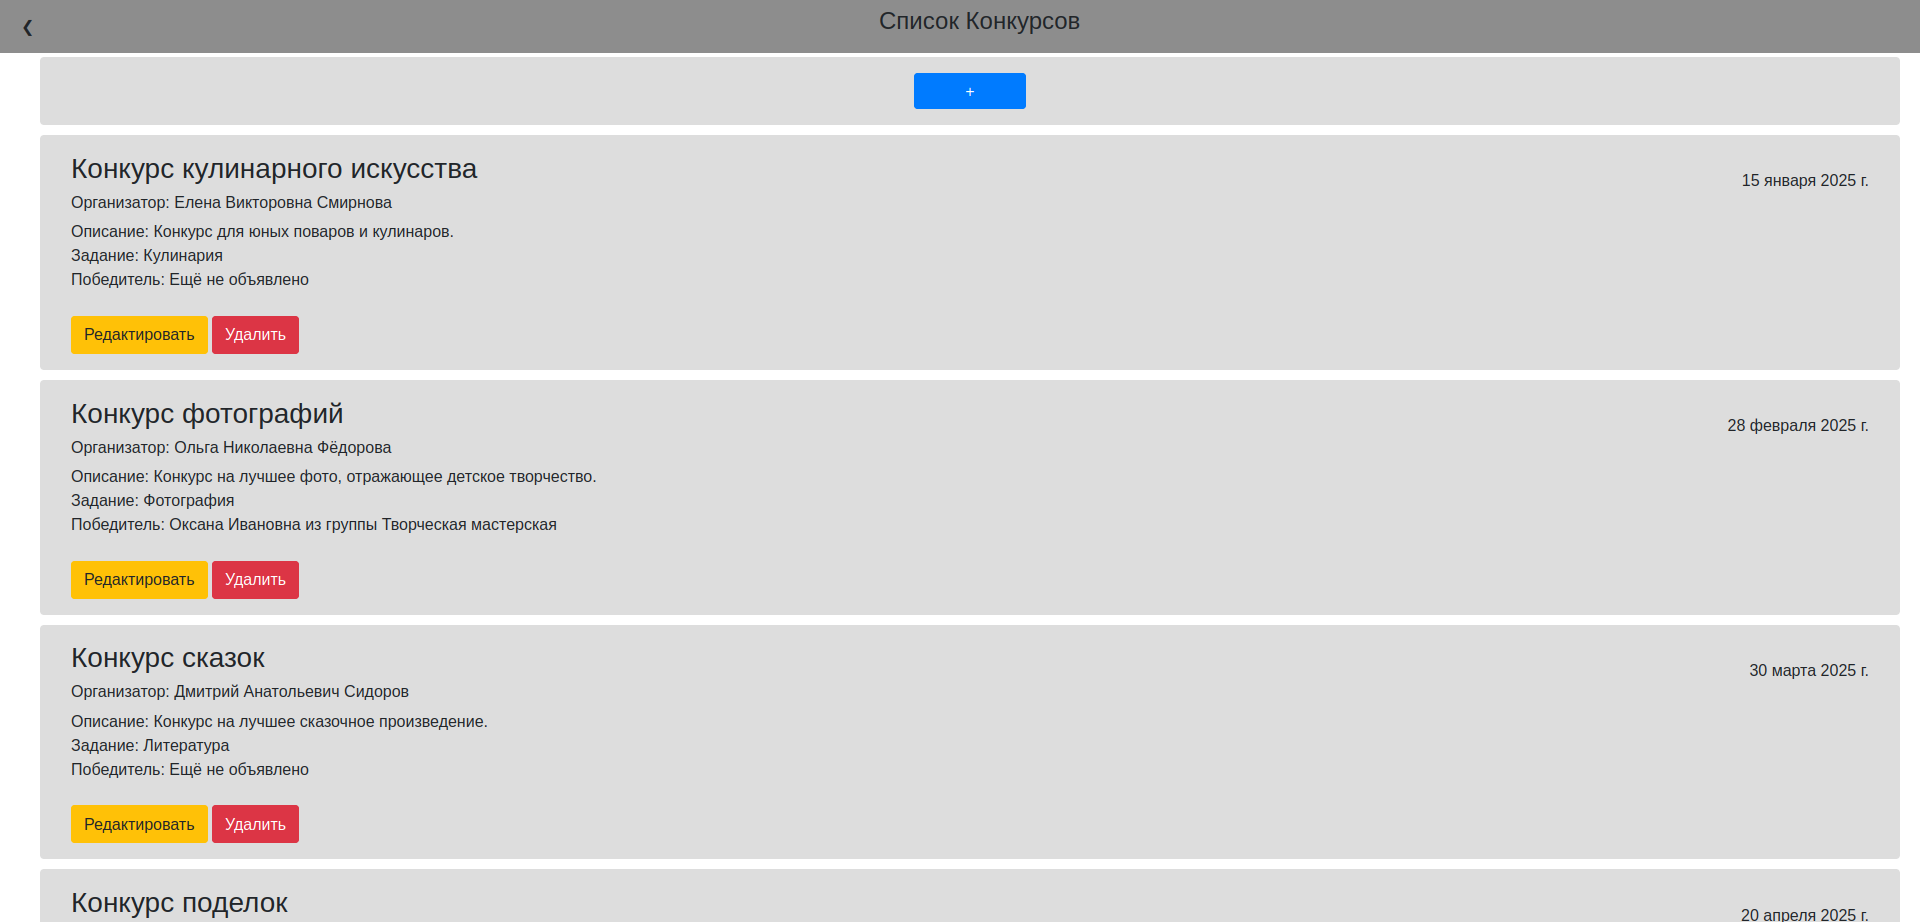 ❮
Список Конкурсов
+
Конкурс кулинарного искусства
15 января 2025 г.
Организатор: Елена Викторовна Смирнова
Описание: Конкурс для юных поваров и кулинаров.
Задание: Кулинария
Победитель: Ещё не объявлено
Редактировать Удалить
Конкурс фотографий
28 февраля 2025 г.
Организатор: Ольга Николаевна Фёдорова
Описание: Конкурс на лучшее фото, отражающее детское творчество.
Задание: Фотография
Победитель: Оксана Ивановна из группы Творческая мастерская
Редактировать Удалить
Конкурс сказок
30 марта 2025 г.
Организатор: Дмитрий Анатольевич Сидоров
Описание: Конкурс на лучшее сказочное произведение.
Задание: Литература
Победитель: Ещё не объявлено
Редактировать Удалить
Конкурс поделок
20 апреля 2025 г.